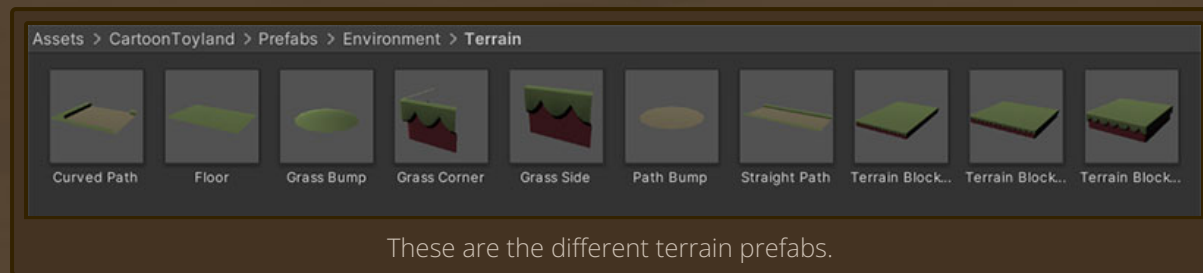 Assets > CartoonToyland > Prefabs > Environment > Terrain
Curved Path Floor Grass Bump Grass Corner Grass Side Path Bump Straight Path Terrain Block... Terrain Block... Terrain Block...
These are the different terrain prefabs.